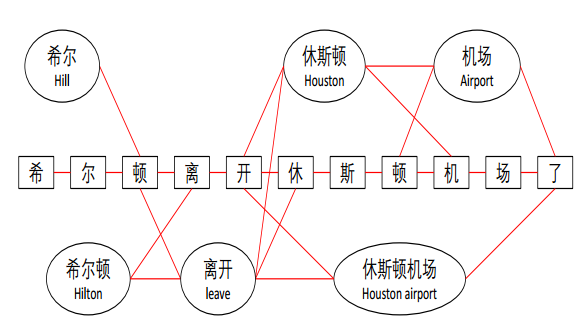 希尔
Hill
休斯顿
Houston
机场
Airport
希 尔 顿 离 开 休 斯 顿 机 场 了
希尔顿
Hilton
离开
leave
休斯顿机场
Houston airport